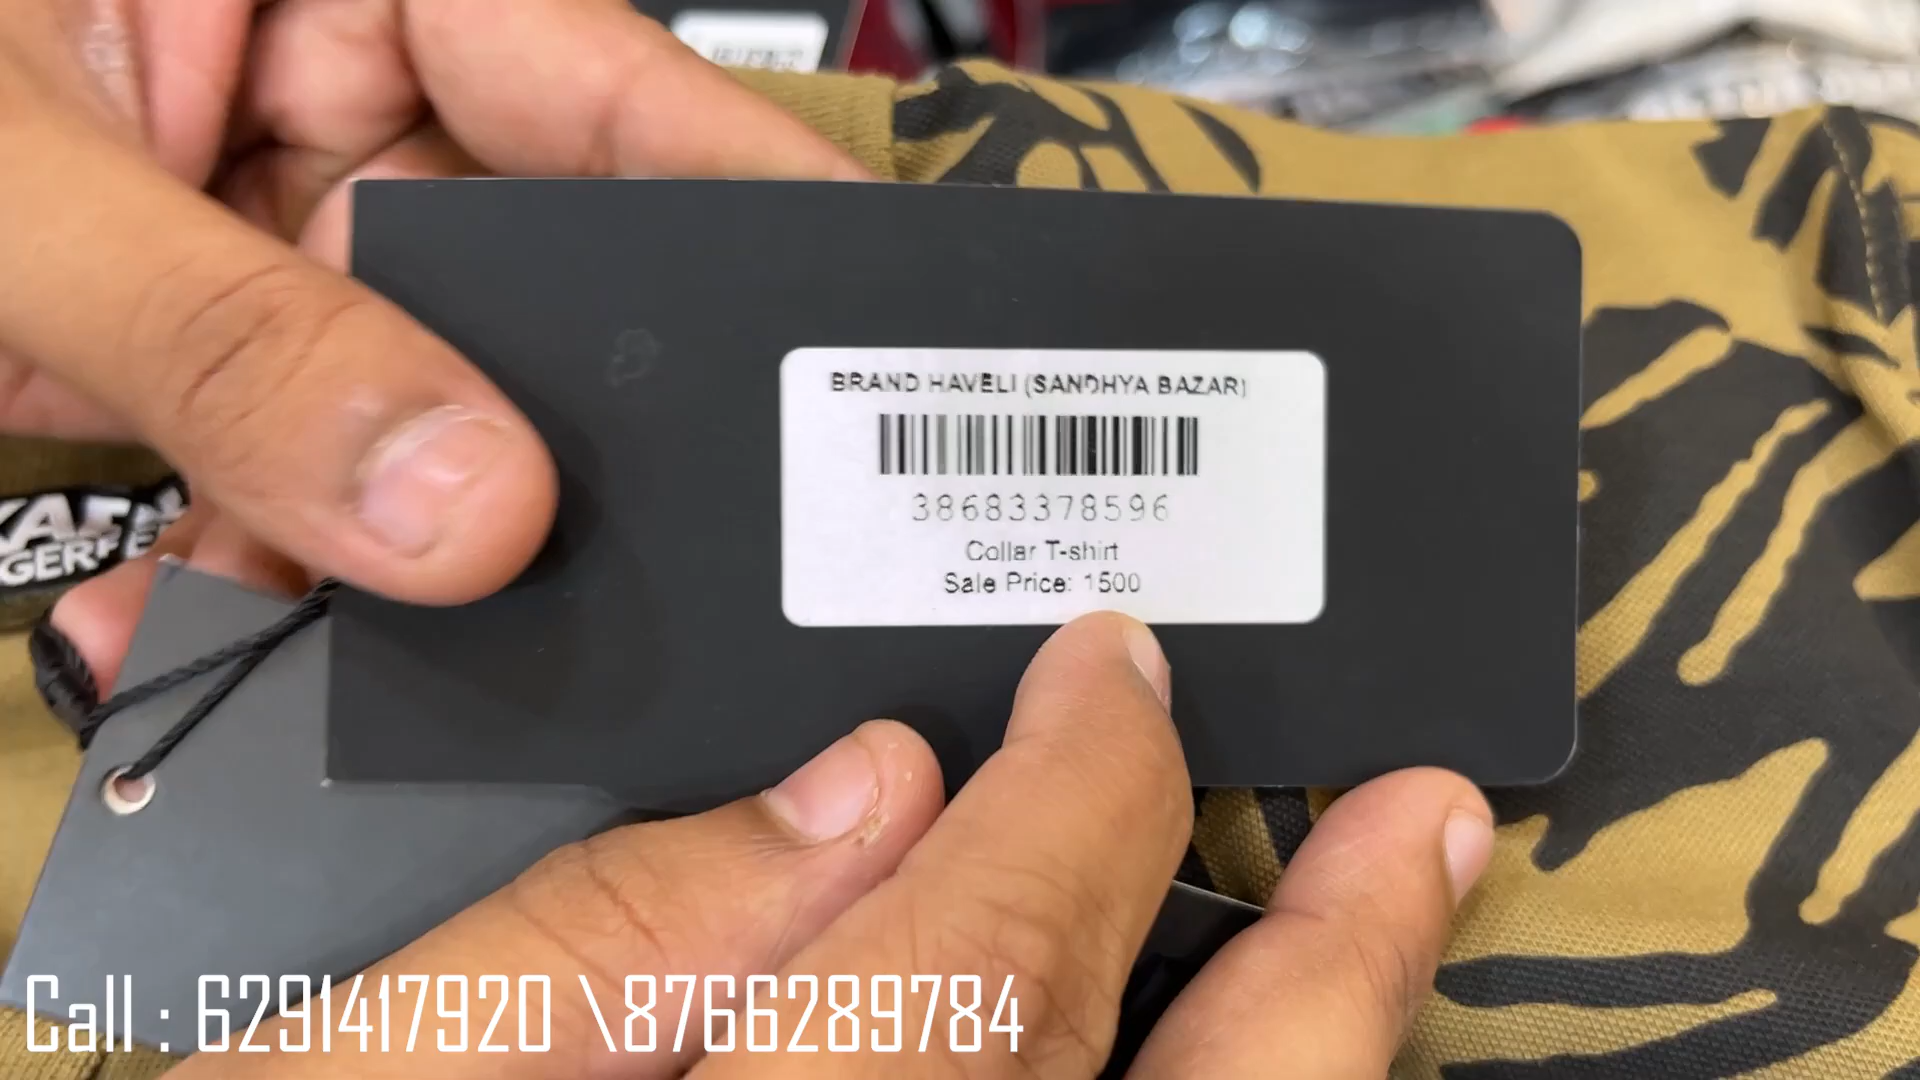 BRAND HAVELI (SANDHYA BAZAR)
38683378596
Collar T-shirt
Sale Price: 1500
Call : 6291417920 \8766289784